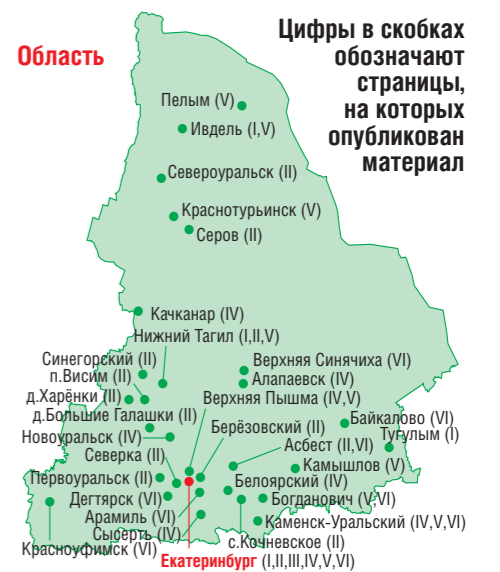 Область
Цифры в скобках
обозначают
страницы,
на которых
опубликован
материал
Пелым (V)
Ивдель (I,V)
Североуральск (II)
Краснотурьинск (V)
Серов (II)
Качканар (IV)
Нижний Тагил (I,II,V)
Синегорский (II)
Верхняя Синячиха (VI)
п.Висим (II)
Алапаевск (IV)
д.Харёнки (II)
Верхняя Пышма (IV,V)
д.Большие Галашки (II)
Байкалово (VI)
Новоуральск (IV)
Берёзовский (II)
Тугулым (I)
Асбест (II,VI)
Северка (II)
Камышлов (V)
Первоуральск (II)
Белоярский (IV)
Дегтярск (VI)
Богданович (V,VI)
Арамиль (VI)
Каменск-Уральский (IV,V,VI)
Сысерть (IV)
с.Кочневское (II)
Красноуфимск (VI)
Екатеринбург (I,II,III,IV,V,VI)